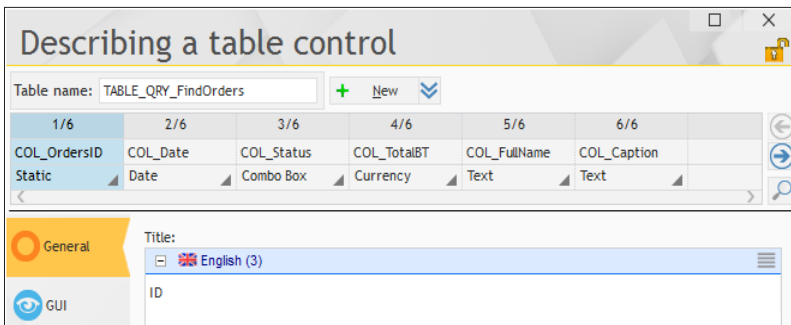 Describing a table control
Table name: TABLE_QRY_FindOrders New
1/6 2/6 3/6 4/6 5/6 6/6
COL_OrdersID COL_Date COL_Status COL_TotalBT COL_FullName COL_Caption
Static Date Combo Box Currency Text Text
General
Title:
English (3)
ID
GUI